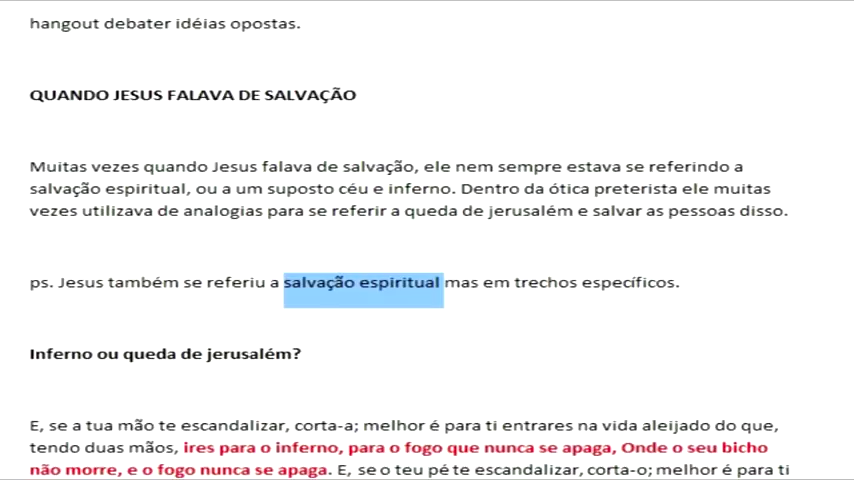 hangout debater idéias opostas.
QUANDO JESUS FALAVA DE SALVAÇÃO
Muitas vezes quando Jesus falava de salvação, ele nem sempre estava se referindo a
salvação espiritual, ou a um suposto céu e inferno. Dentro da ótica preterista ele muitas
vezes utilizava de analogias para se referir a queda de jerusalém e salvar as pessoas disso.
ps. Jesus também se referiu a salvação espiritual mas em trechos específicos.
Inferno ou queda de jerusalém?
E, se a tua mão te escandalizar, corta-a; melhor é para ti entrares na vida aleijado do que,
tendo duas mãos, ires para o inferno, para o fogo que nunca se apaga, Onde o seu bicho
não morre, e o fogo nunca se apaga. E, se o teu pé te escandalizar, corta-o; melhor é para ti